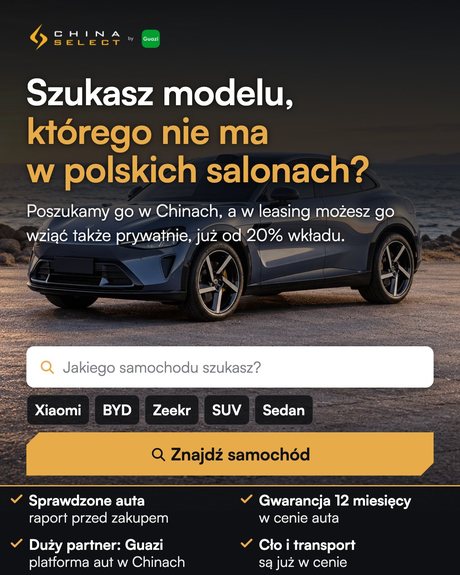 CHINA
SELECT by Guazi
Szukasz modelu,
którego nie ma
w polskich salonach?
Poszukamy go w Chinach, a w leasing możesz go
wziąć także prywatnie, już od 20% wkładu.
Jakiego samochodu szukasz?
Xiaomi BYD Zeekr SUV Sedan
Znajdź samochód
Sprawdzone auta
raport przed zakupem
Gwarancja 12 miesięcy
w cenie auta
Duży partner: Guazi
platforma aut w Chinach
Cło i transport
są już w cenie